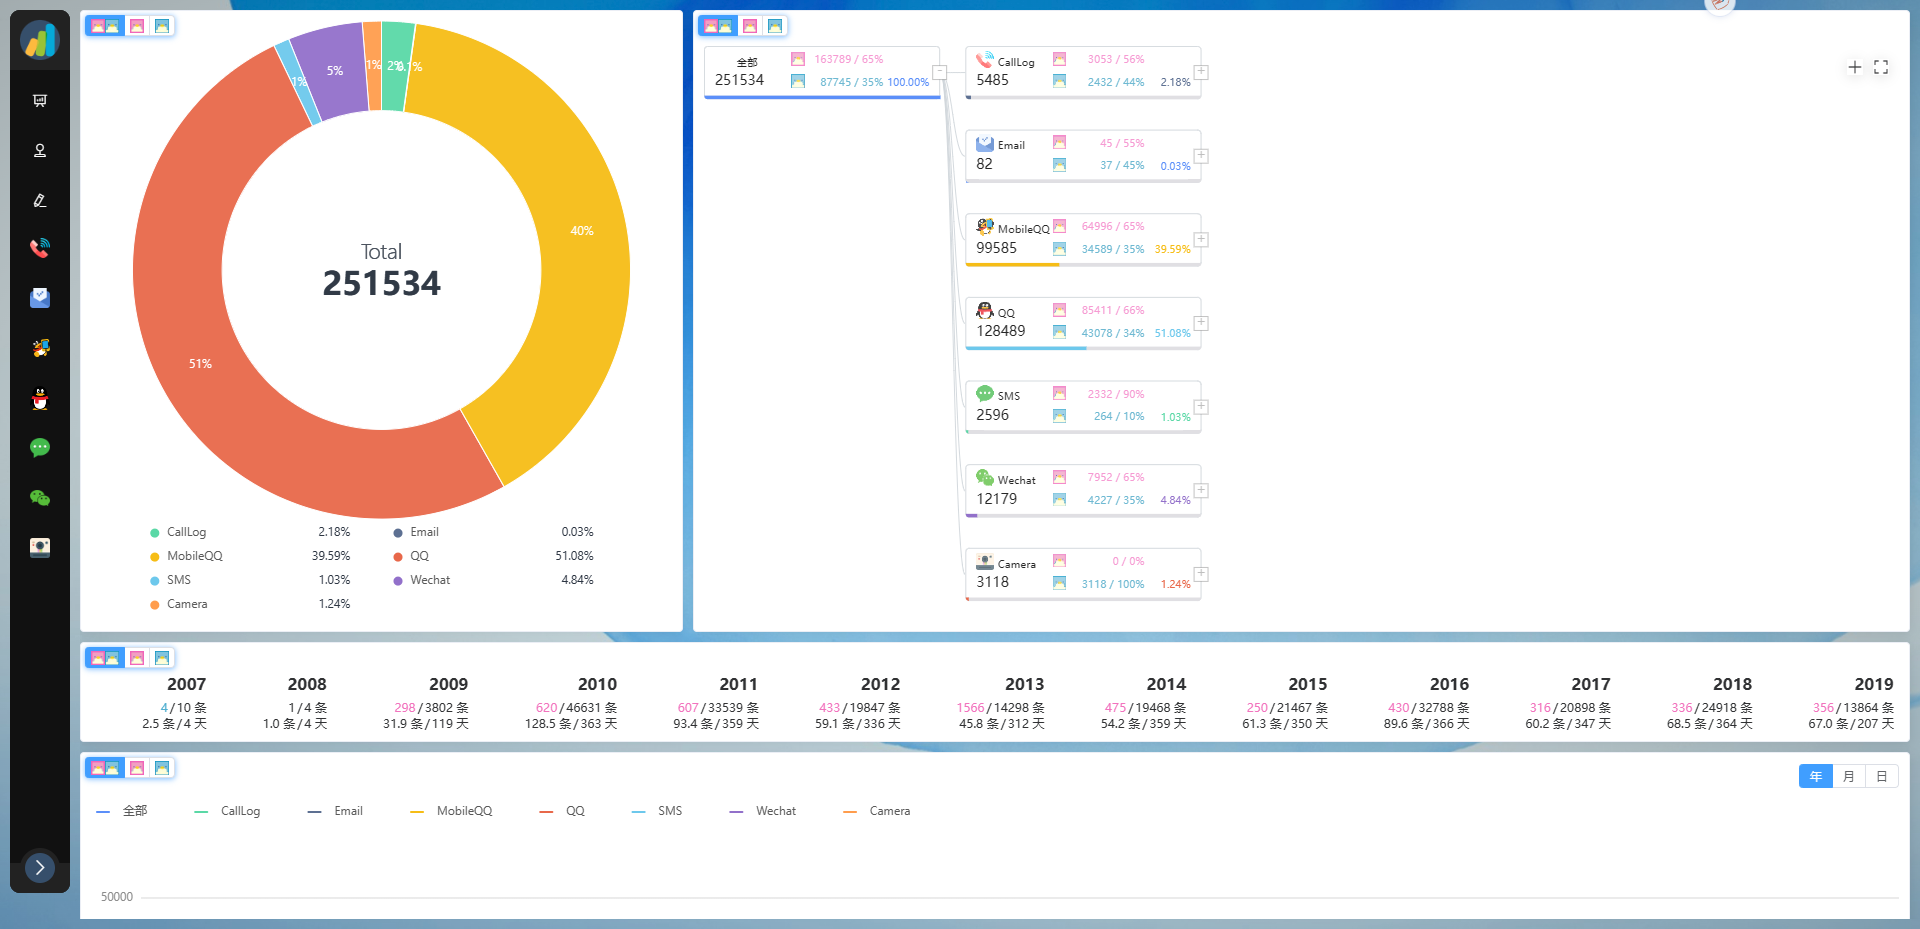 1%
5%
1%
2%
0.1%
40%
51%
Total
251534
CallLog 2.18% Email 0.03%
MobileQQ 39.59% QQ 51.08%
SMS 1.03% Wechat 4.84%
Camera 1.24%
全部 163789 / 65%
251534 87745 / 35% 100.00%
CallLog 3053 / 56%
5485 2432 / 44% 2.18%
Email 45 / 55%
82 37 / 45% 0.03%
MobileQQ 64996 / 65%
99585 34589 / 35% 39.59%
QQ 85411 / 66%
128489 43078 / 34% 51.08%
SMS 2332 / 90%
2596 264 / 10% 1.03%
Wechat 7952 / 65%
12179 4227 / 35% 4.84%
Camera 0 / 0%
3118 3118 / 100% 1.24%
2007 2008 2009 2010 2011 2012 2013 2014 2015 2016 2017 2018 2019
4/10 条 1/4 条 298/3802 条 620/46631 条 607/33539 条 433/19847 条 1566/14298 条 475/19468 条 250/21467 条 430/32788 条 316/20898 条 336/24918 条 356/13864 条
2.5 条/4 天 1.0 条/4 天 31.9 条/119 天 128.5 条/363 天 93.4 条/359 天 59.1 条/336 天 45.8 条/312 天 54.2 条/359 天 61.3 条/350 天 89.6 条/366 天 60.2 条/347 天 68.5 条/364 天 67.0 条/207 天
年 月 日
全部 CallLog Email MobileQQ QQ SMS Wechat Camera
50000